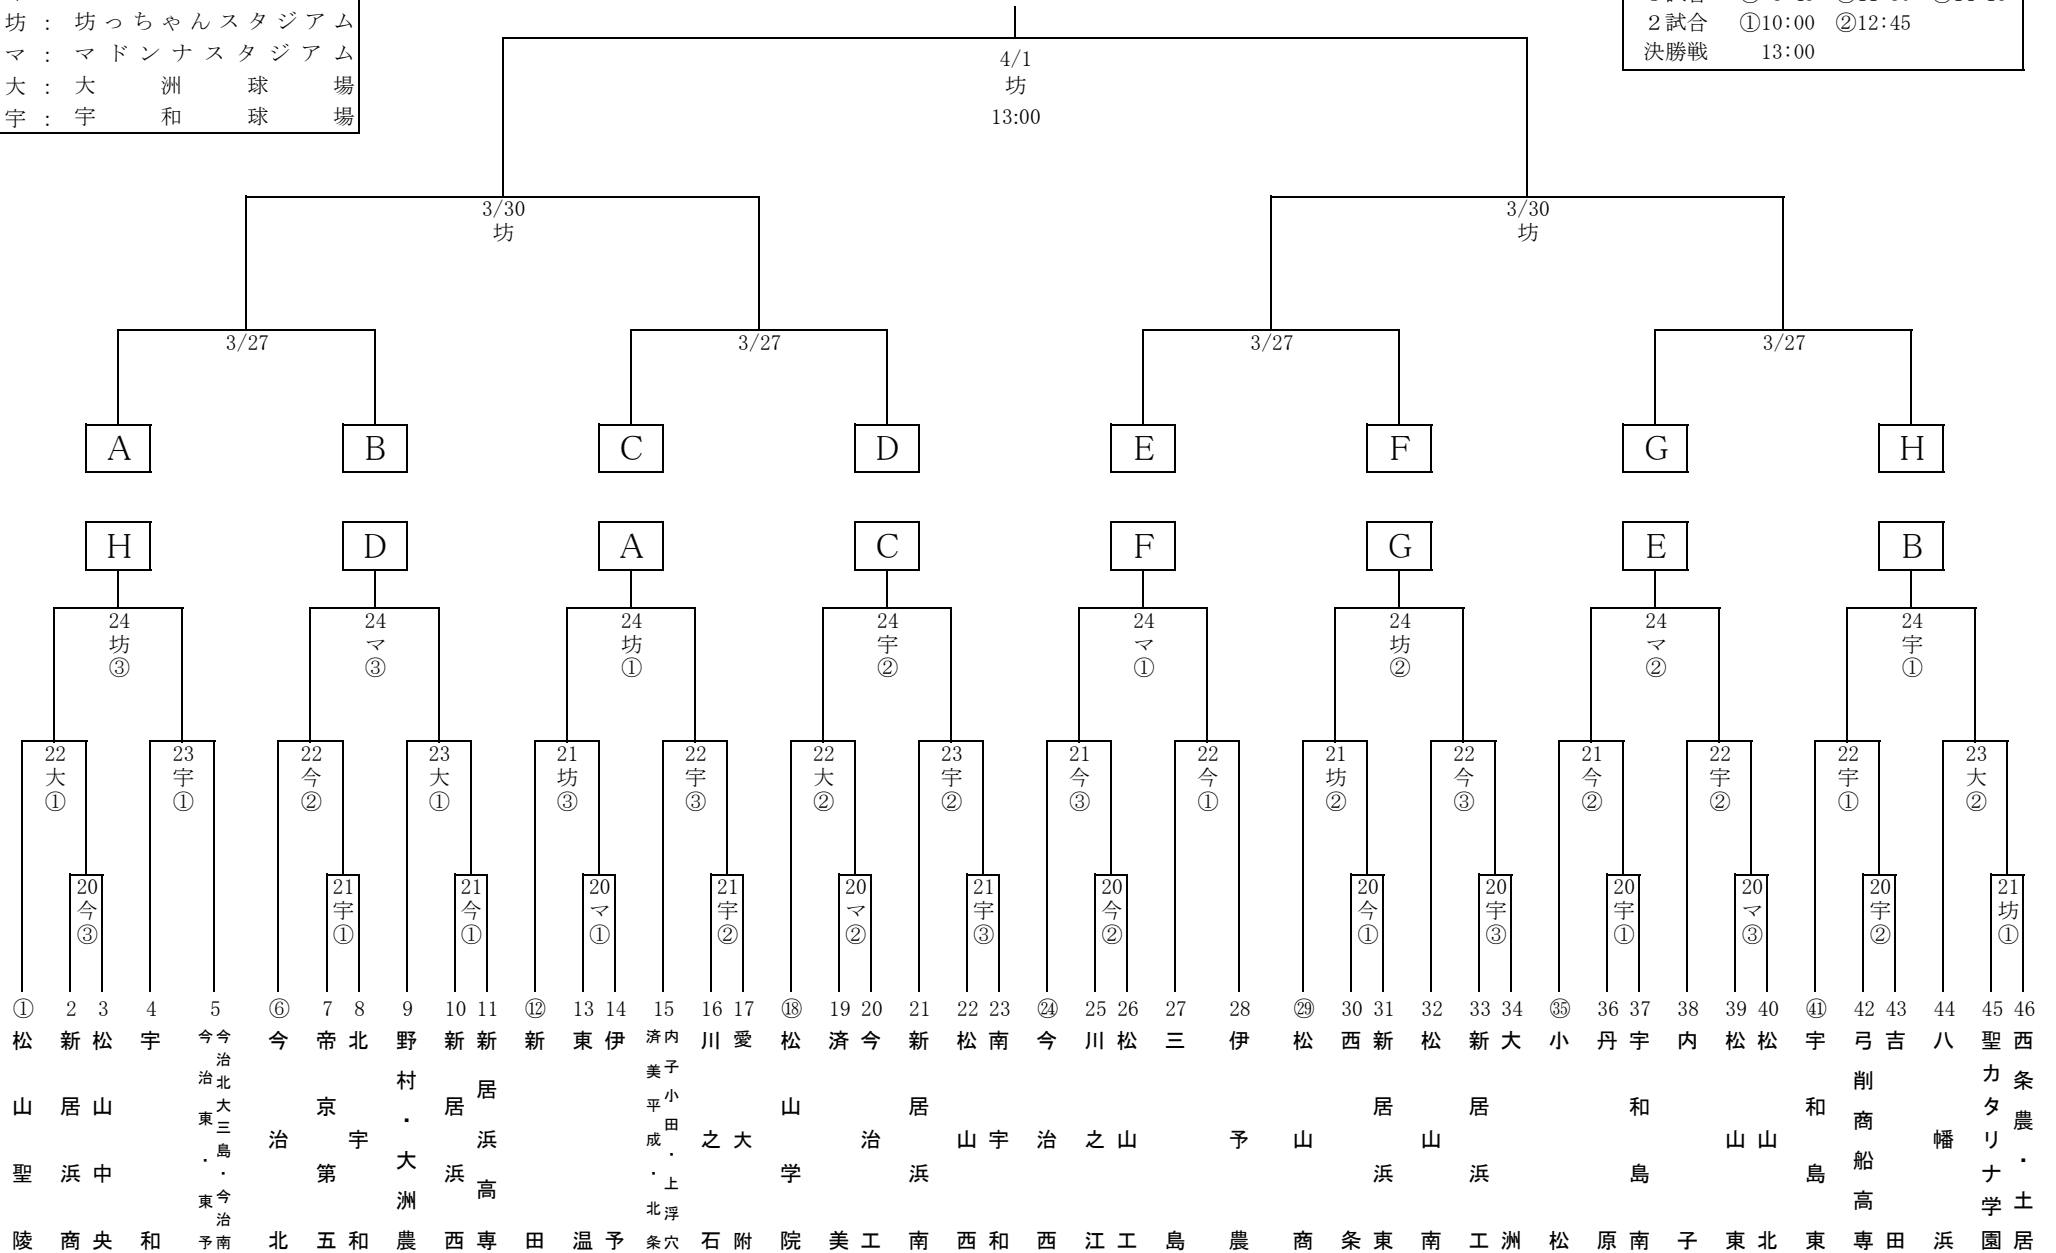 坊：坊っちゃんスタジアム
マ：マドンナスタジアム
大：大洲球場
宇：宇和球場
２試合 ①10:00 ②12:45
決勝戦 13:00
4/1
坊
13:00
3/30
坊
3/30
坊
3/27
3/27
3/27
3/27
A B C D E F G H
H D A C F G E B
24 坊 ③
24 マ ③
24 坊 ①
24 宇 ②
24 マ ①
24 坊 ②
24 マ ②
24 宇 ①
22 大 ①
23 宇 ①
22 今 ②
23 大 ①
21 坊 ③
22 宇 ③
22 大 ②
23 宇 ②
21 今 ③
22 今 ①
21 坊 ②
22 今 ③
21 今 ②
22 宇 ②
22 宇 ①
23 大 ②
20 今 ③
21 宇 ①
21 今 ①
20 マ ①
21 宇 ②
20 マ ②
21 宇 ③
20 今 ②
20 今 ①
20 宇 ③
20 宇 ①
20 マ ③
20 宇 ②
21 坊 ①
① 松山聖陵
2 新居浜商
3 松山中央
4 宇和
5 今治北大三島・今治南 今治東・東予
⑥ 今治北
7 帝京第五
8 北宇和
9 野村・大洲農
10 新居浜西
11 新居浜高専
⑫ 新田
13 東温
14 伊予
15 内子小田・上浮穴 済美平成・北条
16 川之石
17 愛大附
⑱ 松山学院
19 済美
20 今治工
21 新居浜南
22 松山西
23 南宇和
㉔ 今治西
25 川之江
26 松山工
27 三島
28 伊予農
㉙ 松山商
30 西条
31 新居浜東
32 松山南
33 新居浜工
34 大洲
㉟ 小松
36 丹原
37 宇和島南
38 内子
39 松山東
40 松山北
㊶ 宇和島東
42 弓削商船高専
43 吉田
44 八幡浜
45 聖カタリナ学園
46 西条農・土居